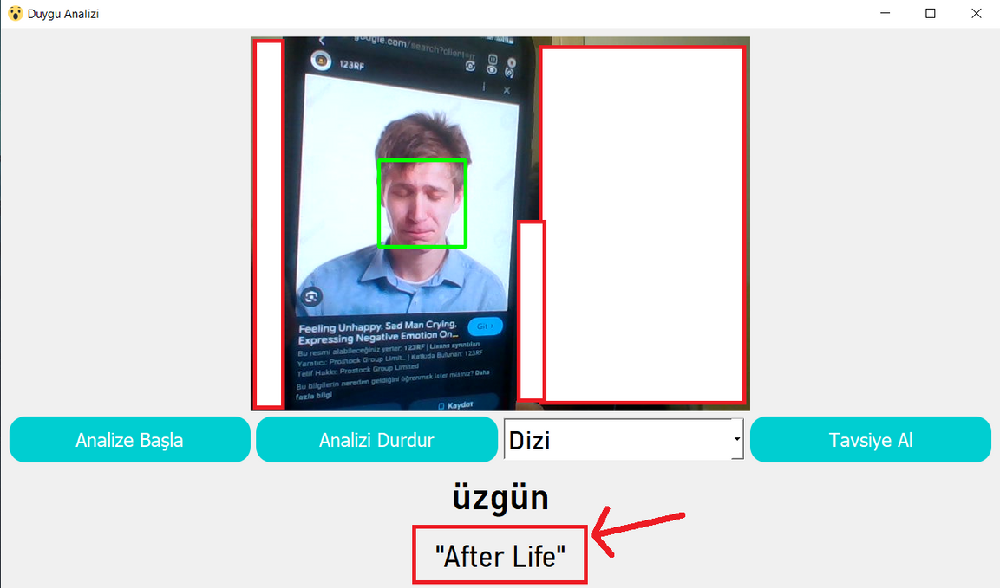 Duygu Analizi
google.com/search?client=
123RF
Feeling Unhappy. Sad Man Crying,
Expressing Negative Emotion On...
Git >
Bu resmi alabileceğiniz yerler: 123RF | Lisans ayrıntıları
Yaratıcı: Prostock Group Limit... | Katkıda Bulunan: 123RF
Telif Hakkı: Prostock Group Limited
Bu bilgilerin nereden geldiğini öğrenmek ister misiniz? Daha
fazla bilgi
Kaydet
Analize Başla
Analizi Durdur
Dizi
Tavsiye Al
üzgün
"After Life"